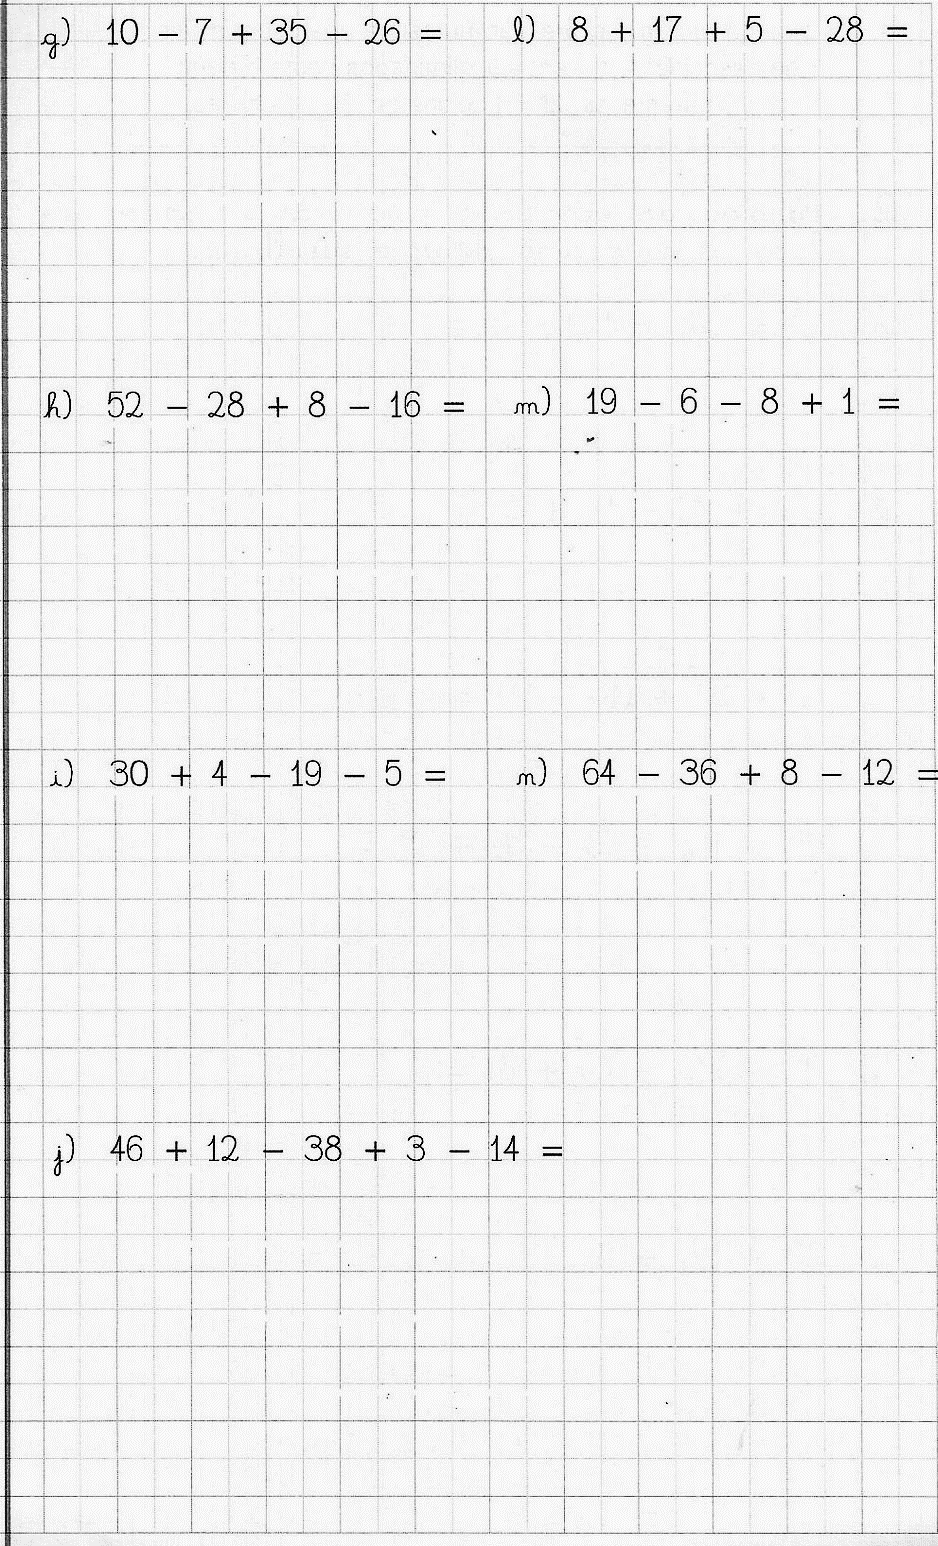 g) 10 - 7 + 35 - 26 =
l) 8 + 17 + 5 - 28 =
h) 52 - 28 + 8 - 16 =
m) 19 - 6 - 8 + 1 =
i) 30 + 4 - 19 - 5 =
n) 64 - 36 + 8 - 12 =
j) 46 + 12 - 38 + 3 - 14 =